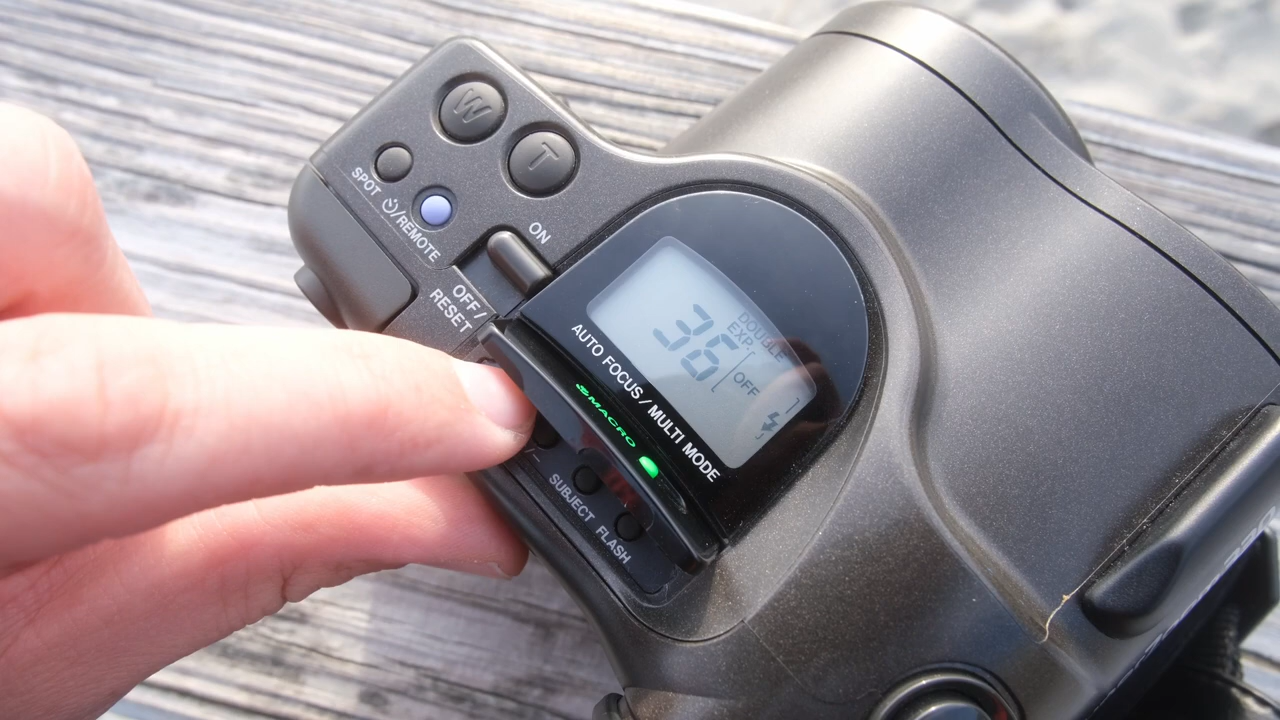 W
T
SPOT
/REMOTE
ON
OFF/
RESET
DOUBLE
EXP.
36
OFF
AUTO FOCUS / MULTI MODE
MACRO
SUBJECT
FLASH